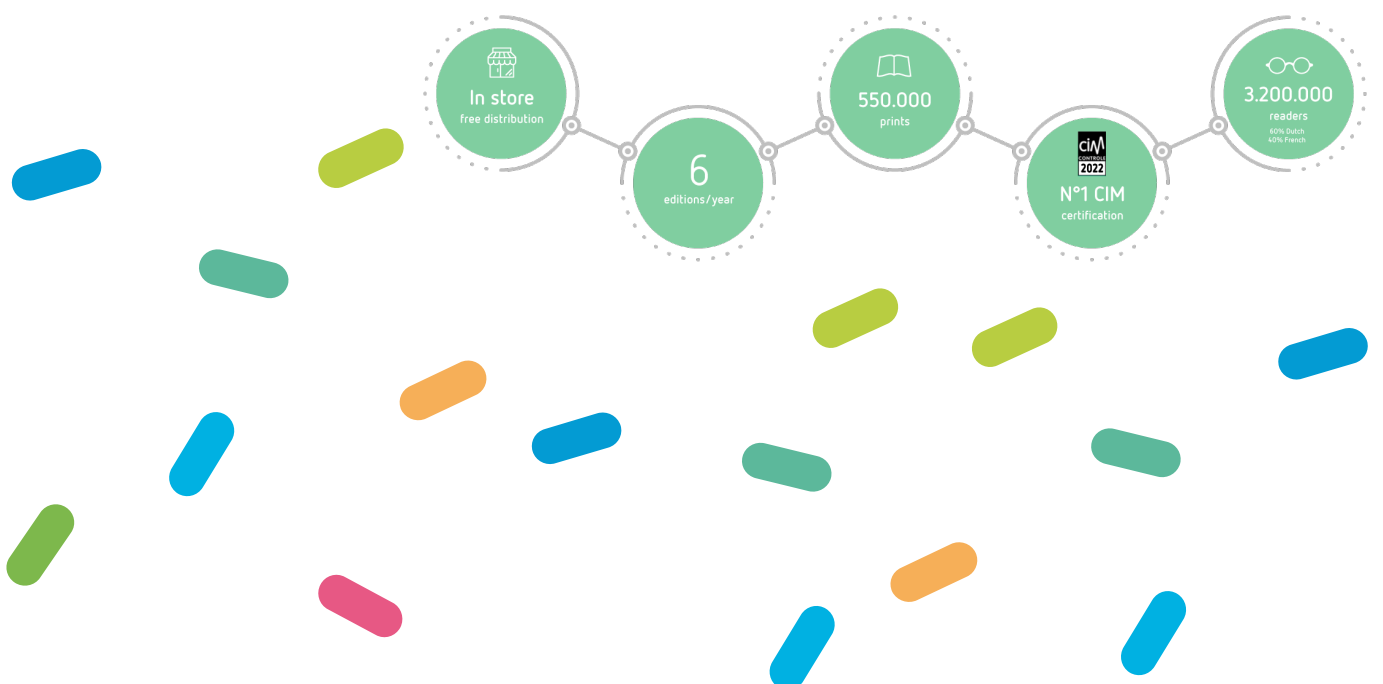 In store
free distribution
6
editions/year
550.000
prints
CiM
CONTROLE
2022
N°1 CIM
certification
3.200.000
readers
60% Dutch
40% French